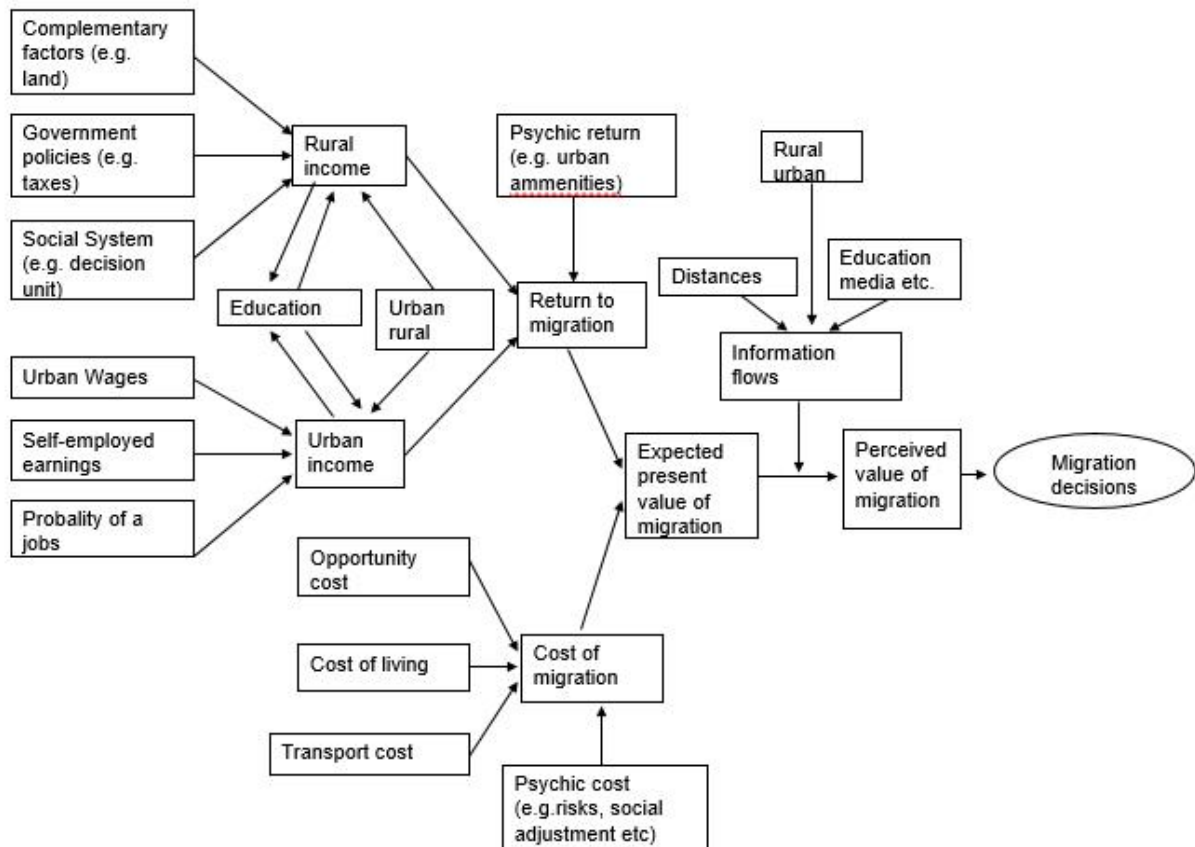 Complementary
factors (e.g.
land)
Government
policies (e.g.
taxes)
Social System
(e.g. decision
unit)
Urban Wages
Self-employed
earnings
Probality of a
jobs
Rural
income
Education
Urban
rural
Urban
income
Opportunity
cost
Cost of living
Transport cost
Psychic return
(e.g. urban
ammenities)
Return to
migration
Cost of
migration
Psychic cost
(e.g.risks, social
adjustment etc)
Expected
present
value of
migration
Rural
urban
Distances
Education
media etc.
Information
flows
Perceived
value of
migration
Migration
decisions